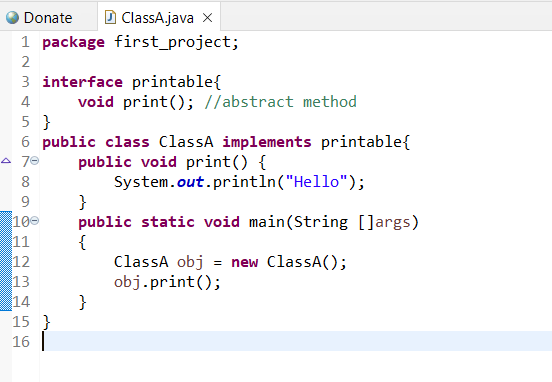 Donate ClassA.java
1 package first_project;
2
3 interface printable{
4     void print(); //abstract method
5 }
6 public class ClassA implements printable{
7     public void print() {
8         System.out.println("Hello");
9     }
10     public static void main(String []args)
11     {
12         ClassA obj = new ClassA();
13         obj.print();
14     }
15 }
16